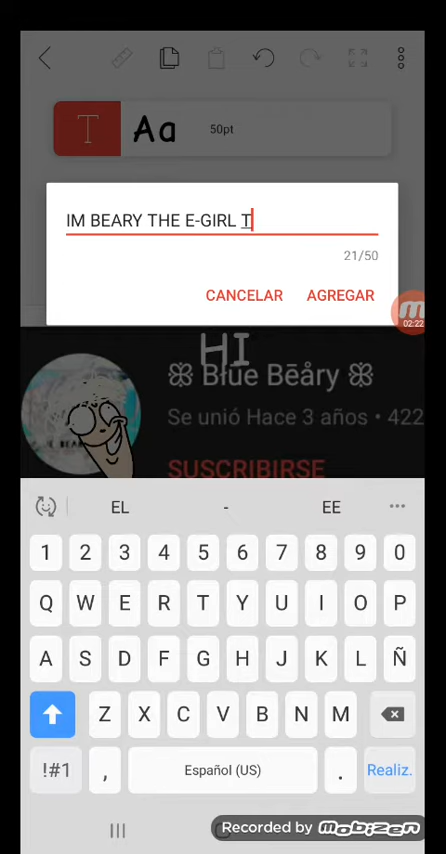 T Aa 50pt
IM BEARY THE E-GIRL T
21/50
CANCELAR AGREGAR
02:22
HI
ꕥ Błue Bēåry ꕥ
Se unió Hace 3 años • 422
SUSCRIBIRSE
EL - EE ...
1 2 3 4 5 6 7 8 9 0
Q W E R T Y U I O P
A S D F G H J K L Ñ
Z X C V B N M
!#1 , Español (US) . Realiz.
Recorded by mobizen